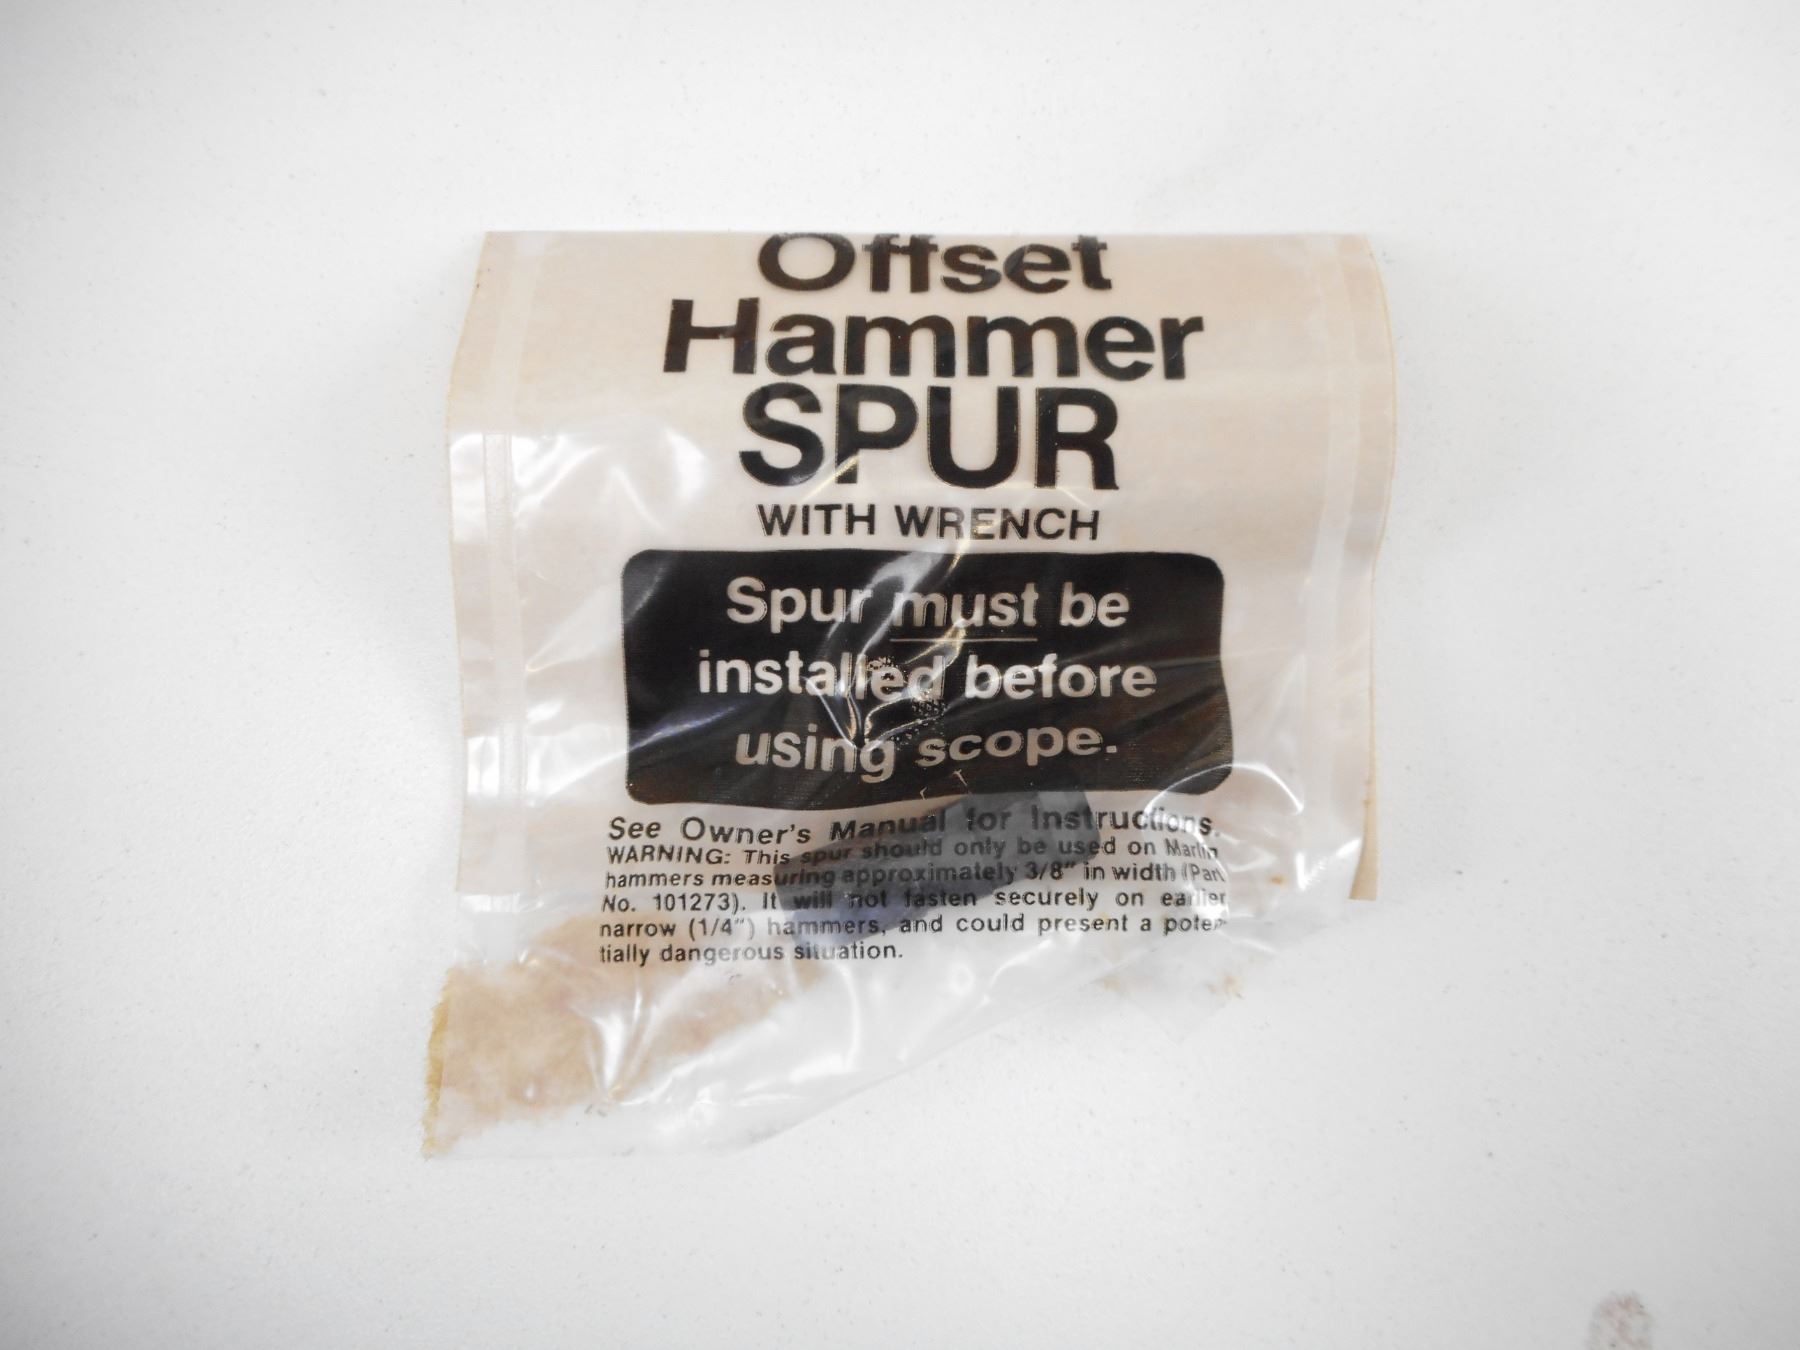 Offset
Hammer
SPUR
WITH WRENCH
Spur must be
installed before
using scope.
See Owner's Manual for Instructions.
WARNING: This spur should only be used on Marlin
hammers measuring approximately 3/8" in width (Part
No. 101273). It will not fasten securely on earlier
narrow (1/4") hammers, and could present a poten-
tially dangerous situation.